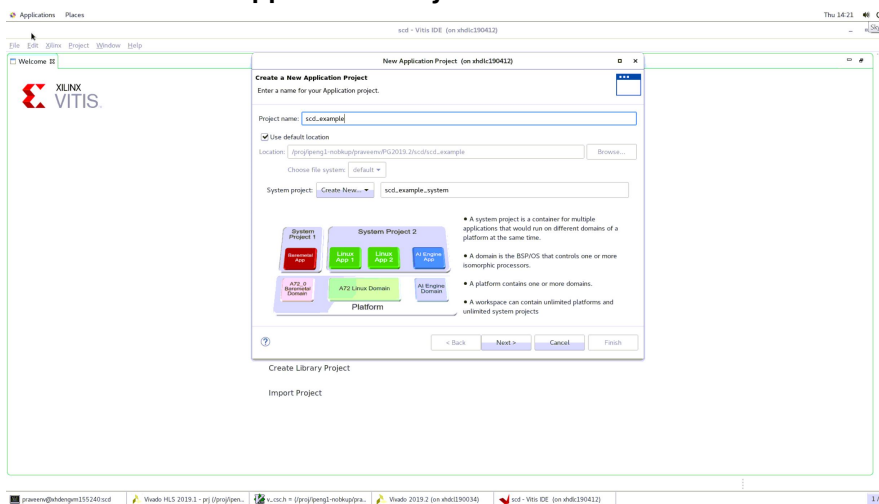 Applications Places Thu 14:21
scd - Vitis IDE (on xhdlc190412)
File Edit Xilinx Project Window Help
Welcome
XILINX
VITIS.
New Application Project (on xhdlc190412)
Create a New Application Project
Enter a name for your Application project.
Project name: scd_example
Use default location
Location: /proj/ipeng1-nobkup/praveenv/PG2019.2/scd/scd_example Browse...
Choose file system: default
System project: Create New... scd_example_system
System Project 1
System Project 2
Baremetal App
Linux App 1
Linux App 2
AI Engine App
A72_0 Baremetal Domain
A72 Linux Domain
AI Engine Domain
Platform
• A system project is a container for multiple
applications that would run on different domains of a
platform at the same time.
• A domain is the BSP/OS that controls one or more
isomorphic processors.
• A platform contains one or more domains.
• A workspace can contain unlimited platforms and
unlimited system projects
< Back Next > Cancel Finish
Create Library Project
Import Project
praveenv@xhdengvm155240:scd Vivado HLS 2019.1 - prj (/proj/ipen... v_csc.h = (/proj/ipeng1-nobkup/pra... Vivado 2019.2 (on xhdcl190034) scd - Vitis IDE (on xhdlc190412)